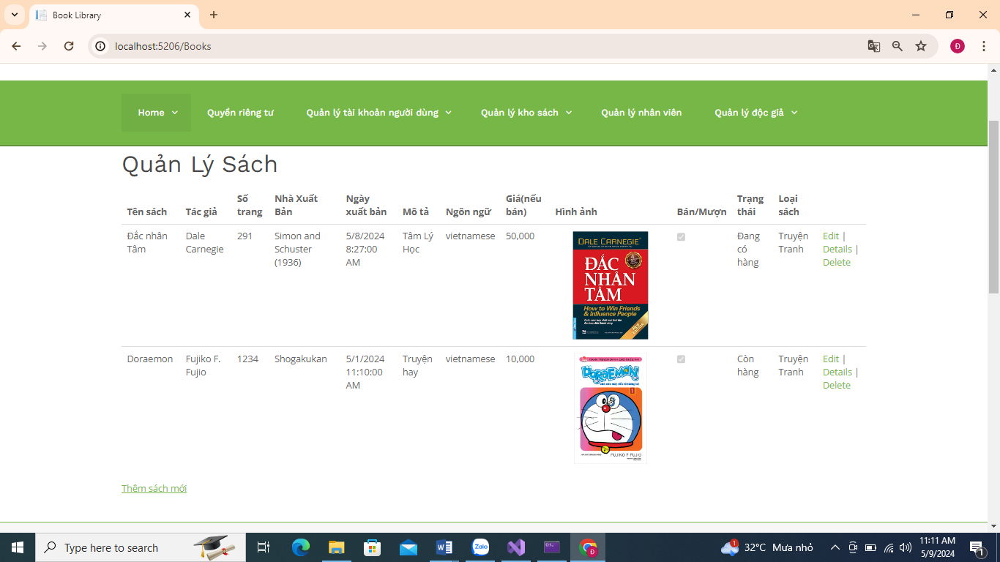 Book Library
localhost:5206/Books
Đ
Home
Quyền riêng tư
Quản lý tài khoản người dùng
Quản lý kho sách
Quản lý nhân viên
Quản lý độc giả
Quản Lý Sách
Tên sách
Tác giả
Số
trang
Nhà Xuất
Bản
Ngày
xuất bản
Mô tả
Ngôn ngữ
Giá(nếu
bán)
Hình ảnh
Bán/Mượn
Trạng
thái
Loại
sách
Đắc nhân
Tâm
Dale
Carnegie
291
Simon and
Schuster
(1936)
5/8/2024
8:27:00
AM
Tâm Lý
Học
vietnamese
50,000
DALE CARNEGIE
ĐẮC
NHÂN
TÂM
How to Win Friends
& Influence People
Đang
có
hàng
Truyện
Tranh
Edit |
Details |
Delete
Doraemon
Fujiko F.
Fujio
1234
Shogakukan
5/1/2024
11:10:00
AM
Truyện
hay
vietnamese
10,000
DORAEMON
1
FUJIKO F FUJIO
Còn
hàng
Truyện
Tranh
Edit |
Details |
Delete
Thêm sách mới
Type here to search
W
Zalo
Đ
1
32°C Mưa nhỏ
11:11 AM
5/9/2024
1